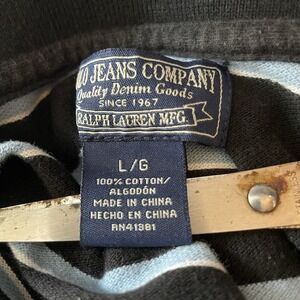 LO JEANS COMPANY
Quality Denim Goods
SINCE 1967
RALPH LAUREN MFG.
L/G
100% COTTON/
ALGODÓN
MADE IN CHINA
HECHO EN CHINA
RN41381